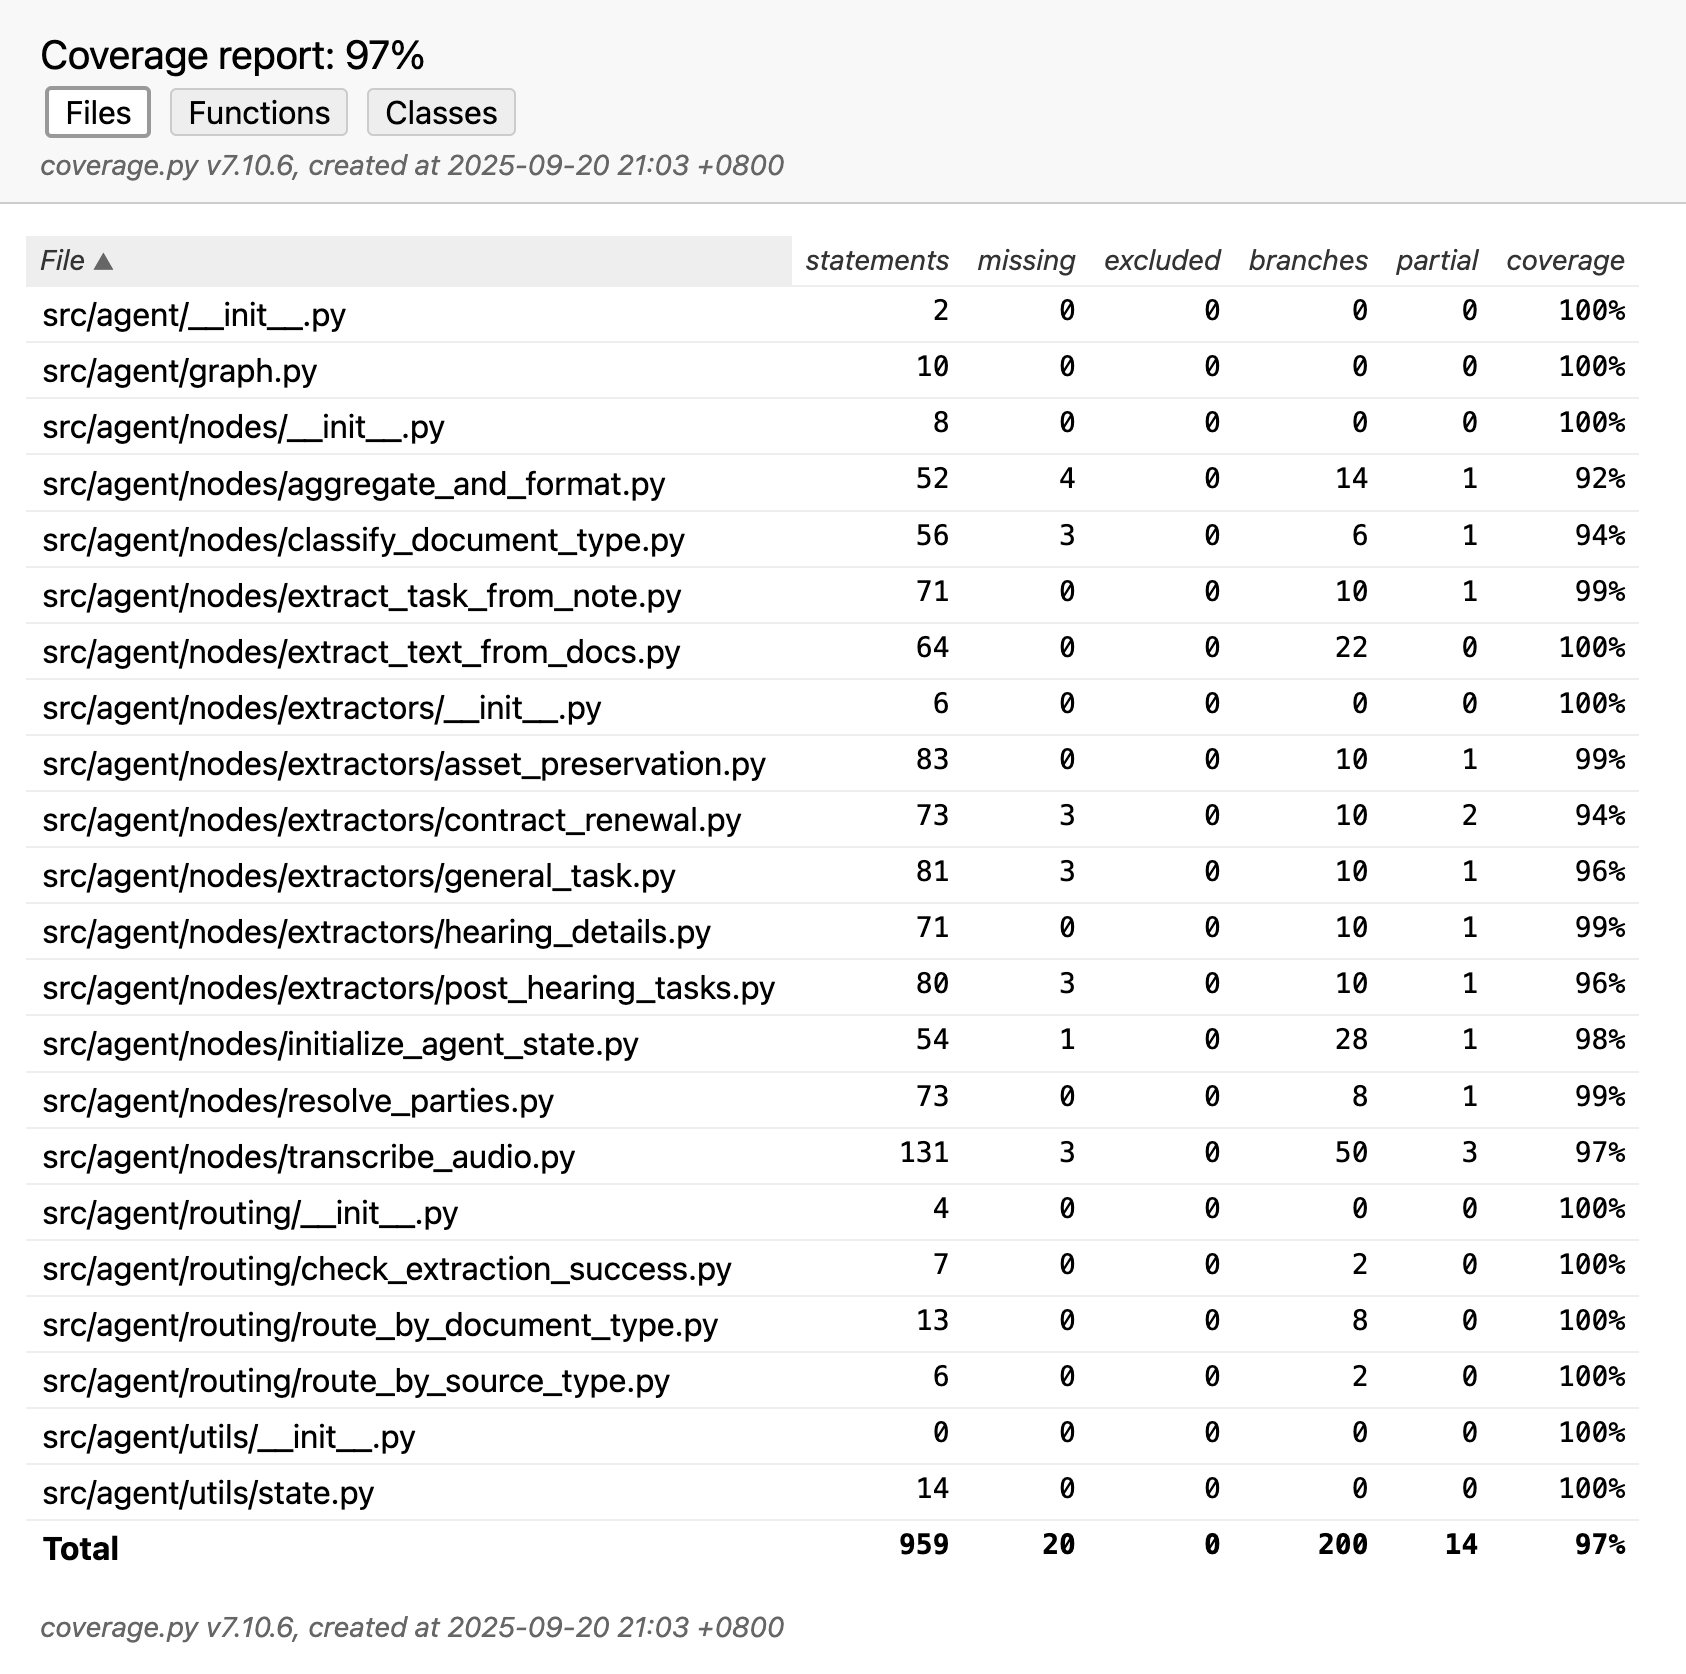 Coverage report: 97%
Files Functions Classes
coverage.py v7.10.6, created at 2025-09-20 21:03 +0800
File ▲ statements missing excluded branches partial coverage
src/agent/__init__.py 2 0 0 0 0 100%
src/agent/graph.py 10 0 0 0 0 100%
src/agent/nodes/__init__.py 8 0 0 0 0 100%
src/agent/nodes/aggregate_and_format.py 52 4 0 14 1 92%
src/agent/nodes/classify_document_type.py 56 3 0 6 1 94%
src/agent/nodes/extract_task_from_note.py 71 0 0 10 1 99%
src/agent/nodes/extract_text_from_docs.py 64 0 0 22 0 100%
src/agent/nodes/extractors/__init__.py 6 0 0 0 0 100%
src/agent/nodes/extractors/asset_preservation.py 83 0 0 10 1 99%
src/agent/nodes/extractors/contract_renewal.py 73 3 0 10 2 94%
src/agent/nodes/extractors/general_task.py 81 3 0 10 1 96%
src/agent/nodes/extractors/hearing_details.py 71 0 0 10 1 99%
src/agent/nodes/extractors/post_hearing_tasks.py 80 3 0 10 1 96%
src/agent/nodes/initialize_agent_state.py 54 1 0 28 1 98%
src/agent/nodes/resolve_parties.py 73 0 0 8 1 99%
src/agent/nodes/transcribe_audio.py 131 3 0 50 3 97%
src/agent/routing/__init__.py 4 0 0 0 0 100%
src/agent/routing/check_extraction_success.py 7 0 0 2 0 100%
src/agent/routing/route_by_document_type.py 13 0 0 8 0 100%
src/agent/routing/route_by_source_type.py 6 0 0 2 0 100%
src/agent/utils/__init__.py 0 0 0 0 0 100%
src/agent/utils/state.py 14 0 0 0 0 100%
Total 959 20 0 200 14 97%
coverage.py v7.10.6, created at 2025-09-20 21:03 +0800